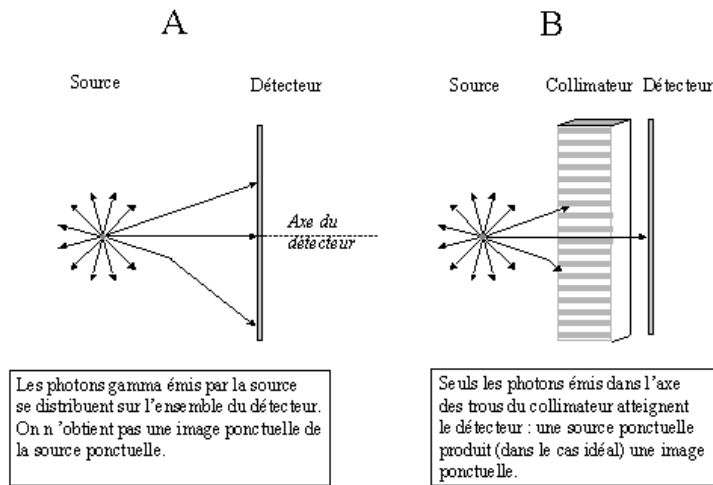 A
Source
Détecteur
Axe du
détecteur
Les photons gamma émis par la source
se distribuent sur l'ensemble du détecteur.
On n 'obtient pas une image ponctuelle de
la source ponctuelle.
B
Source
Collimateur
Détecteur
Seuls les photons émis dans l'axe
des trous du collimateur atteignent
le détecteur : une source ponctuelle
produit (dans le cas idéal) une image
ponctuelle.